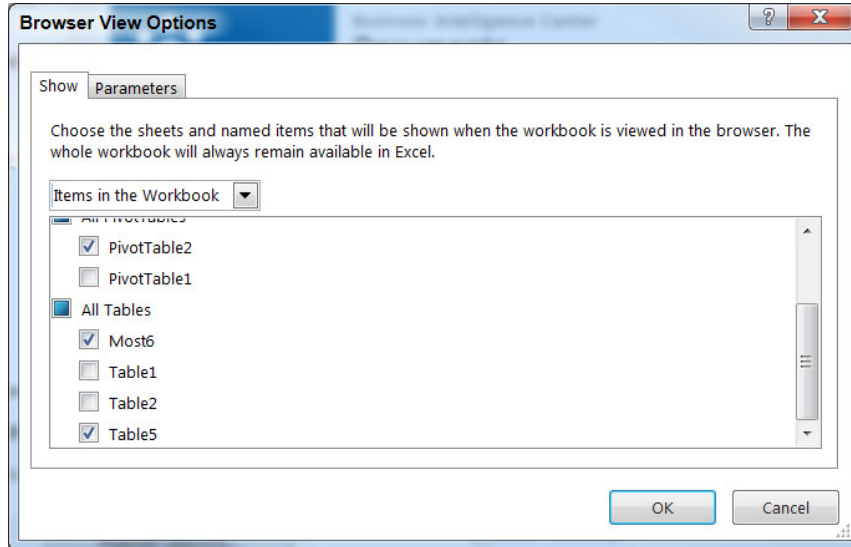 Browser View Options
Show
Parameters
Choose the sheets and named items that will be shown when the workbook is viewed in the browser. The
whole workbook will always remain available in Excel.
Items in the Workbook
All PivotTables
PivotTable2
PivotTable1
All Tables
Most6
Table1
Table2
Table5
OK
Cancel